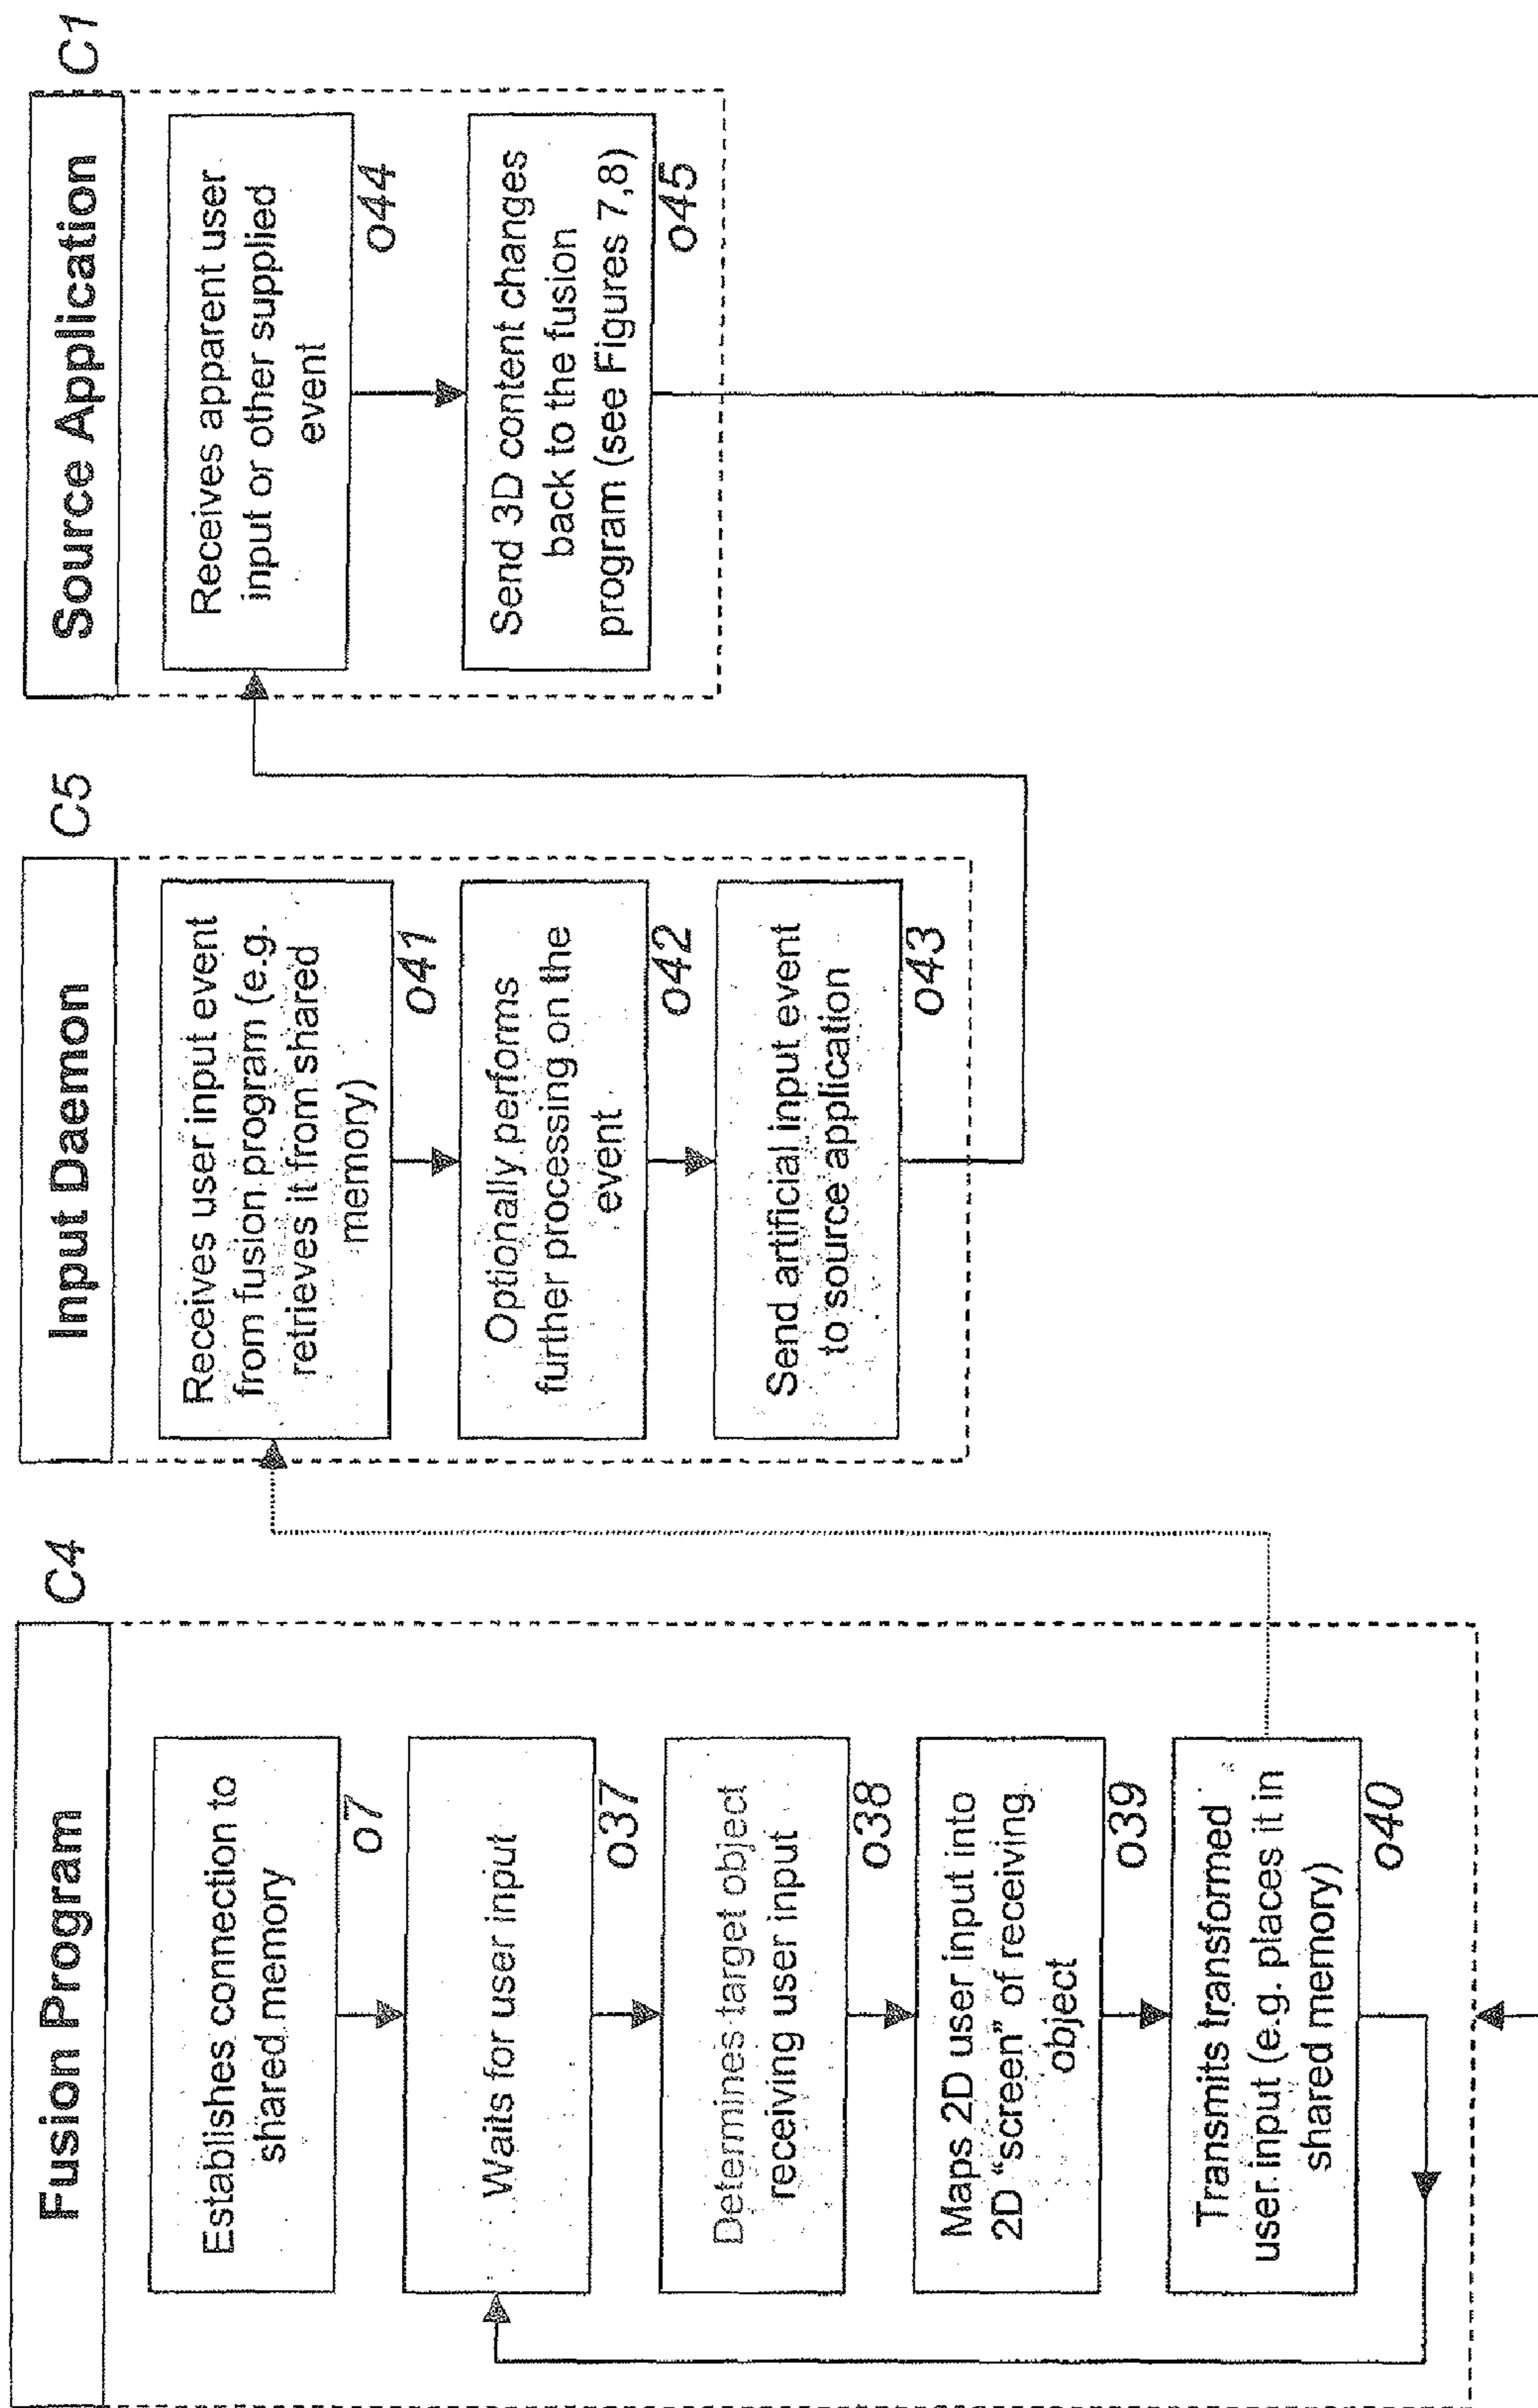 Fusion Program
C4
Establishes connection to
shared memory
o7
Waits for user input
o37
Determines target object
receiving user input
o38
Maps 2D user input into
2D “screen” of receiving
object
o39
Transmits transformed
user input (e.g. places it in
shared memory)
o40
Input Daemon
C5
Receives user input event
from fusion program (e.g.
retrieves it from shared
memory)
o41
Optionally performs
further processing on the
event
o42
Send artificial input event
to source application
o43
Source Application
C1
Receives apparent user
input or other supplied
event
o44
Send 3D content changes
back to the fusion
program (see Figures 7,8)
o45